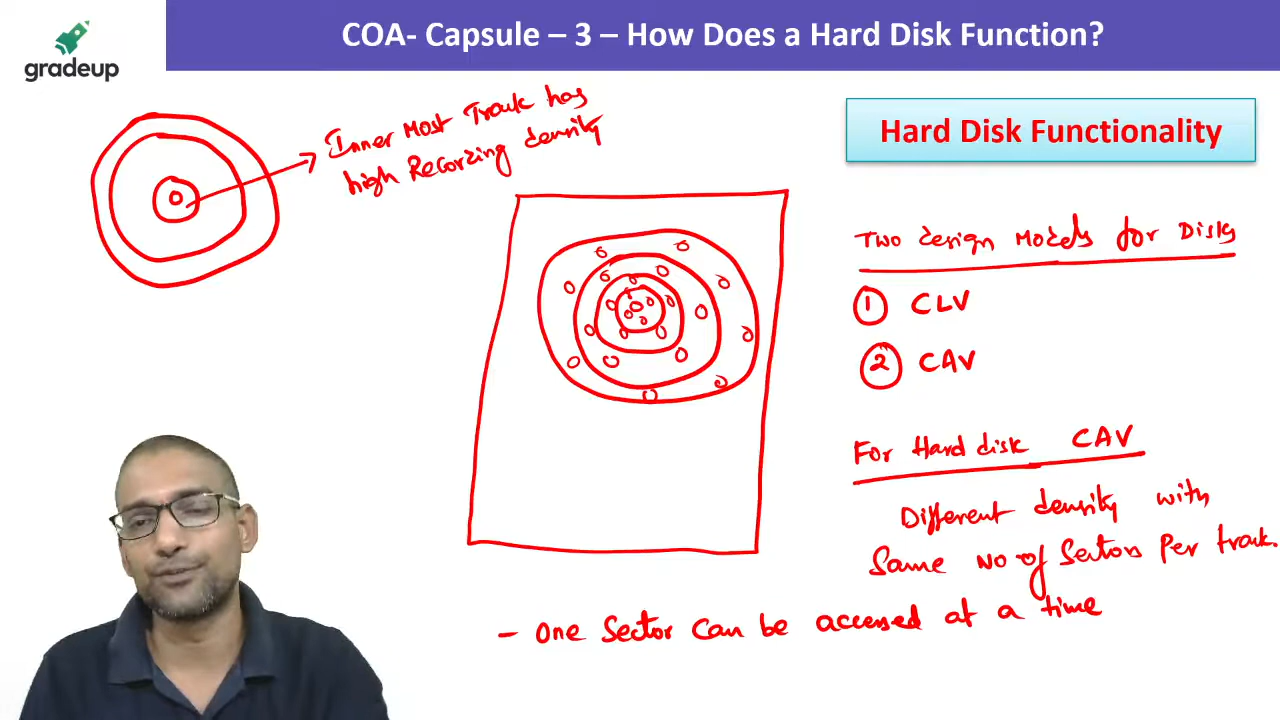 COA- Capsule – 3 – How Does a Hard Disk Function?
gradeup
Inner Most Track has
high Recording density
Hard Disk Functionality
Two design Models for Disks
① CLV
② CAV
For Hard disk CAV
Different density with
Same No of Sectors Per track.
- One Sector Can be accessed at a time